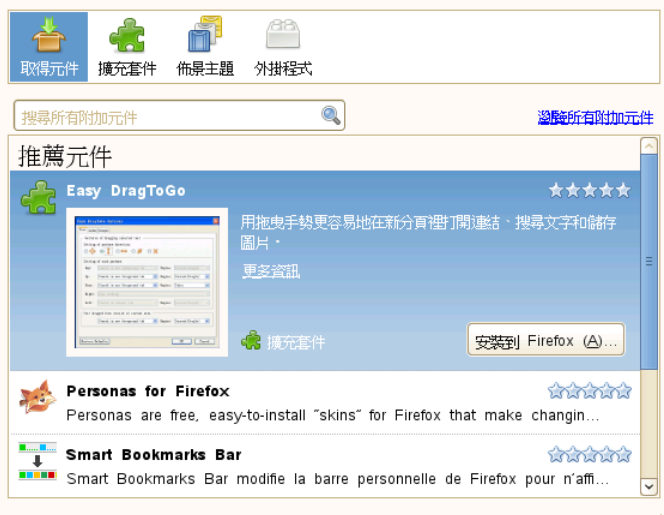 取得元件
擴充套件
佈景主題
外掛程式
搜尋所有附加元件
瀏覽所有附加元件
推薦元件
Easy DragToGo
用拖曳手勢更容易地在新分頁裡打開連結、搜尋文字和儲存
圖片。
更多資訊
擴充套件
安裝到 Firefox (A)...
Personas for Firefox
Personas are free, easy-to-install "skins" for Firefox that make changin...
Smart Bookmarks Bar
Smart Bookmarks Bar modifie la barre personnelle de Firefox pour n'affi...